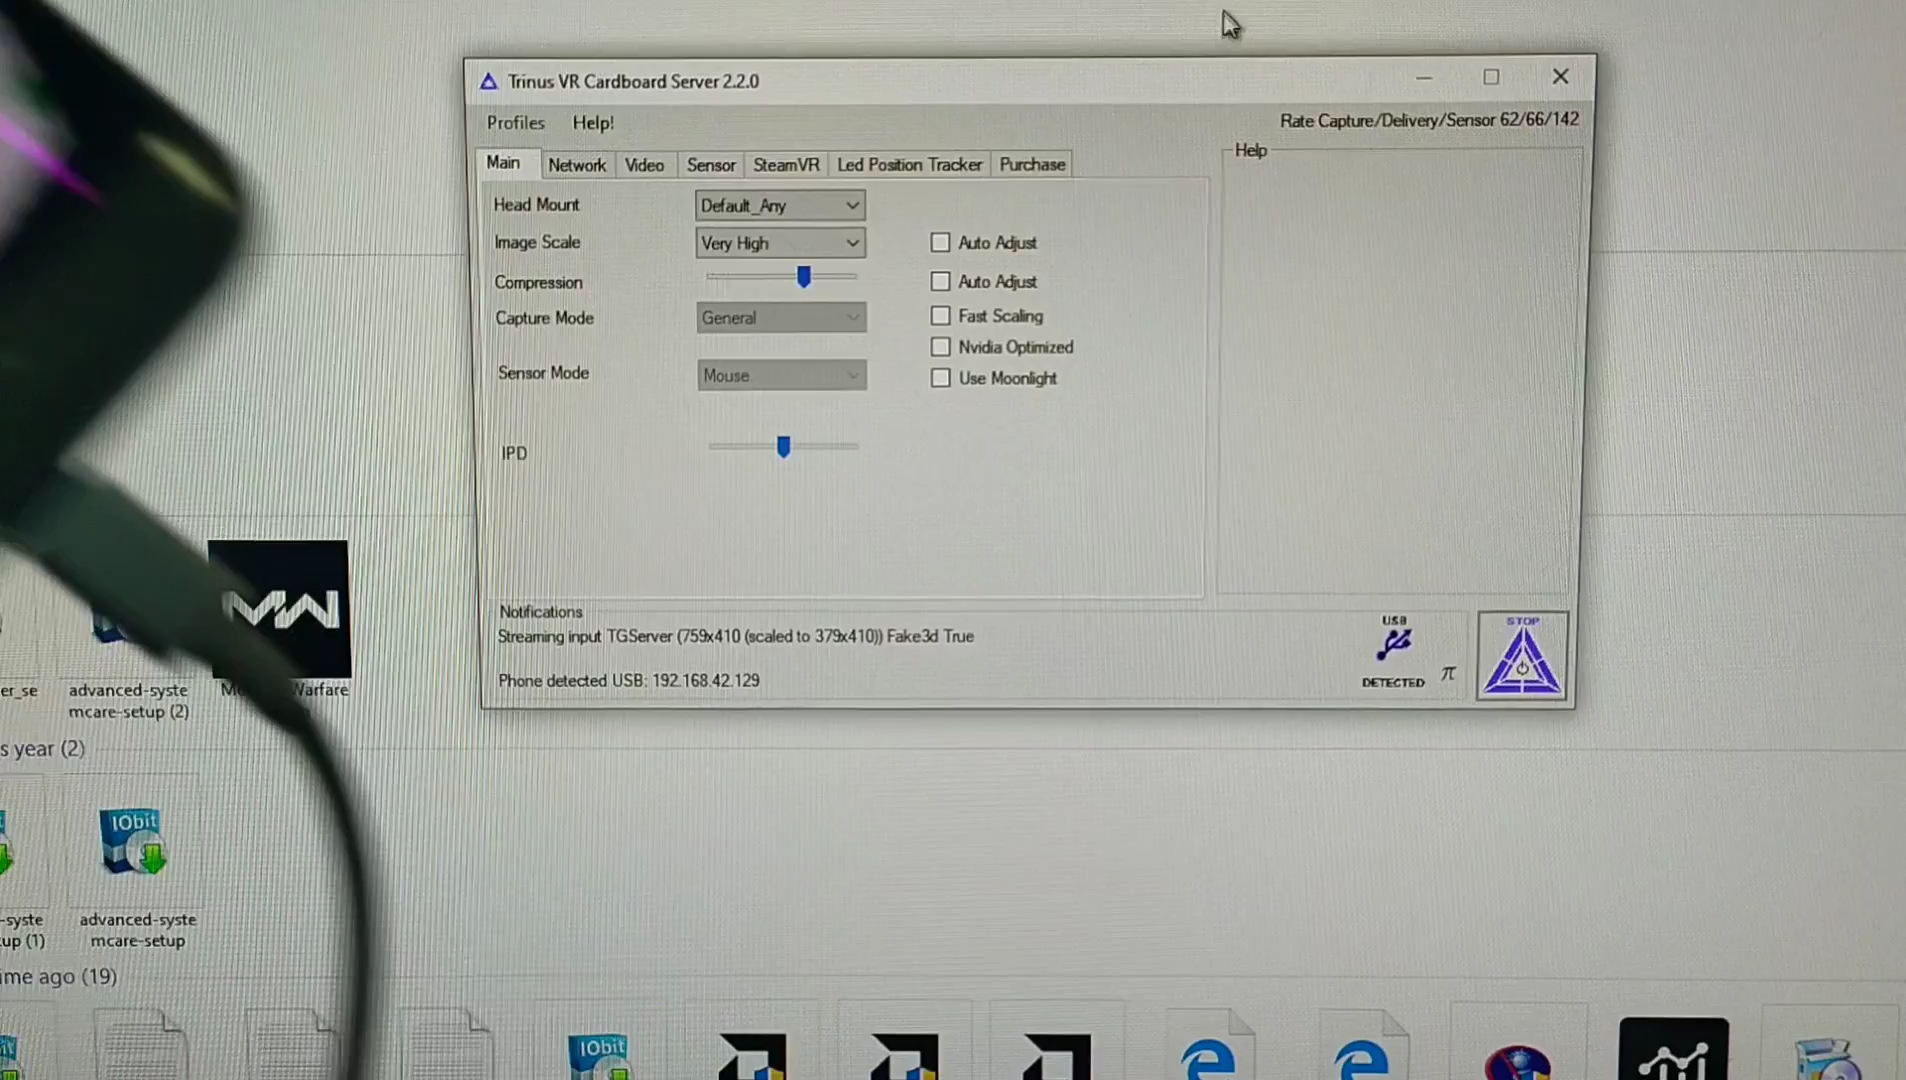 Trinus VR Cardboard Server 2.2.0
Profiles Help!
Rate Capture/Delivery/Sensor 62/66/142
Main Network Video Sensor SteamVR Led Position Tracker Purchase
Help
Head Mount Default_Any
Image Scale Very High Auto Adjust
Compression Auto Adjust
Capture Mode General Fast Scaling
Nvidia Optimized
Sensor Mode Mouse Use Moonlight
IPD
Notifications
Streaming input TGServer (759x410 (scaled to 379x410)) Fake3d True
Phone detected USB: 192.168.42.129
USB
DETECTED
π
STOP
MW
er_se
advanced-syste
mcare-setup (2)
Warfare
s year (2)
IObit
-syste
up (1)
advanced-syste
mcare-setup
ime ago (19)
IObit